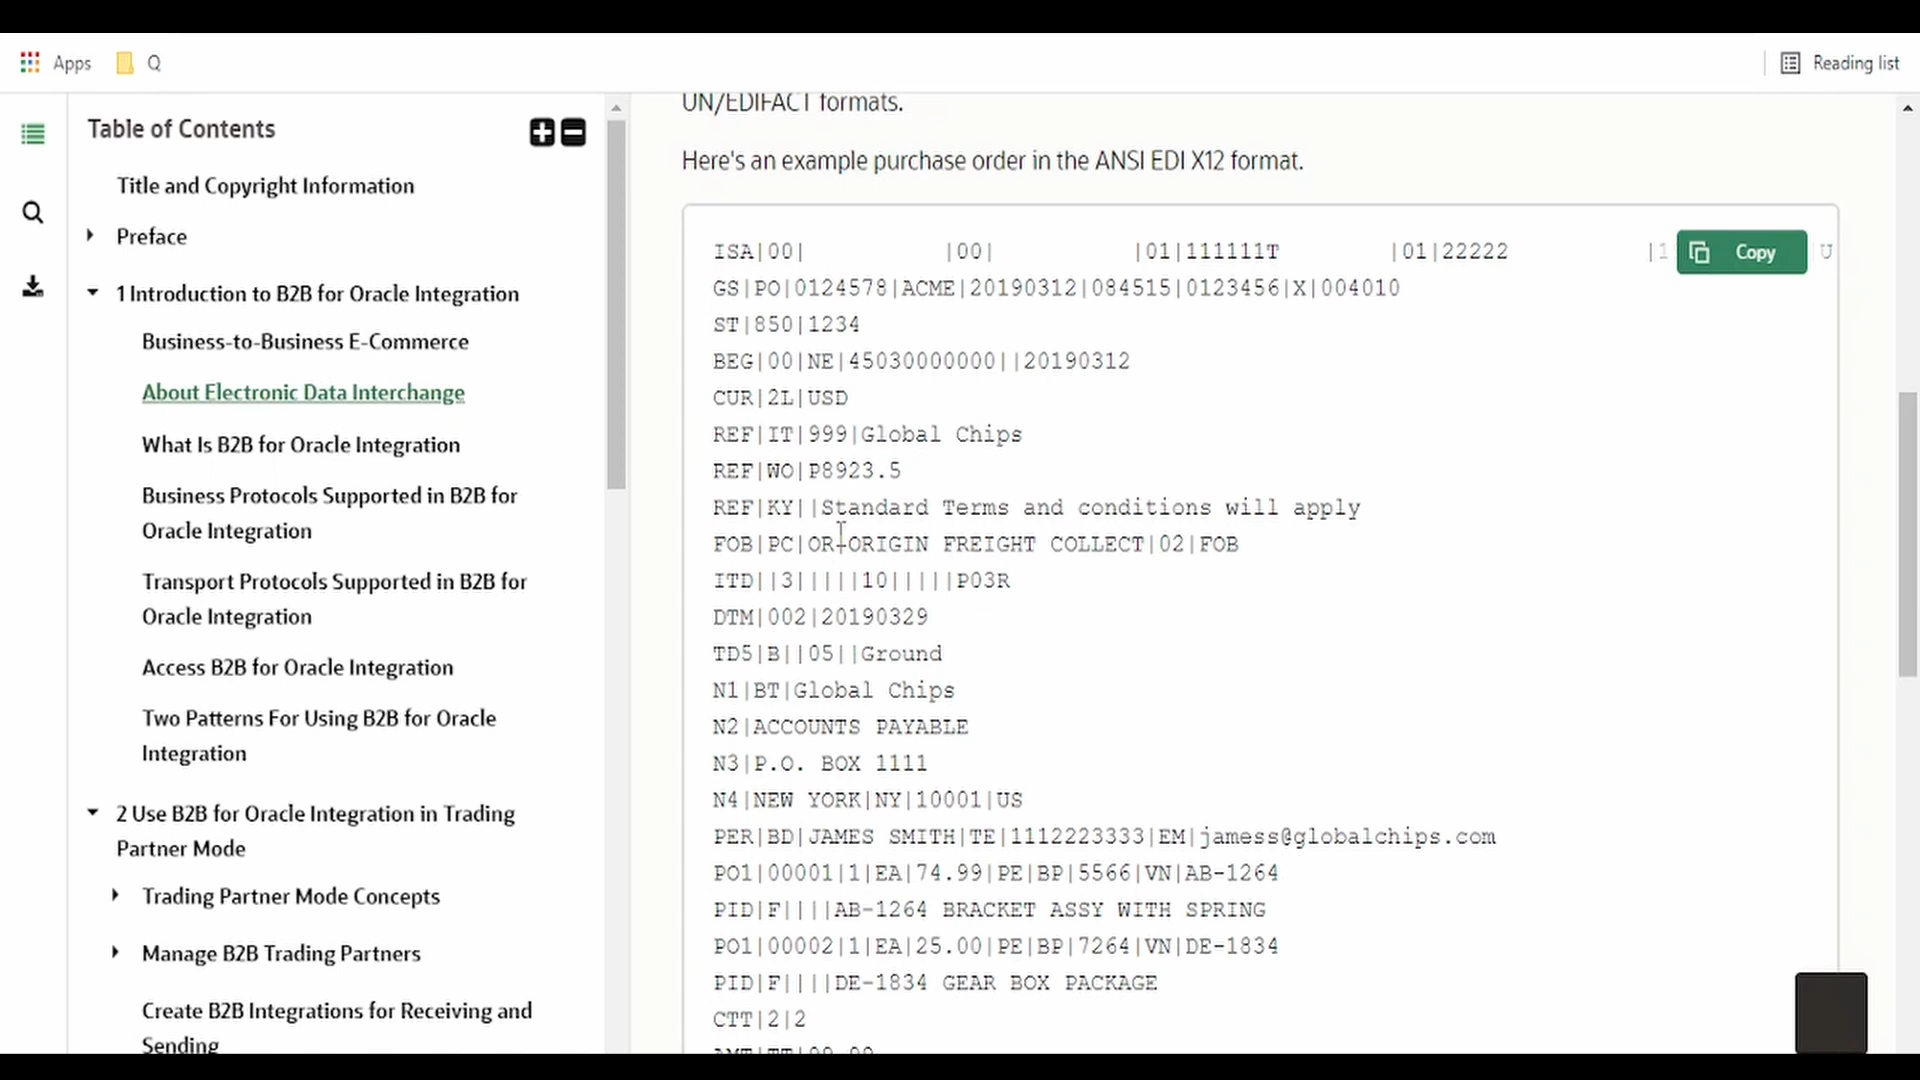 Apps
Q
Reading list
Table of Contents
Title and Copyright Information
Preface
1 Introduction to B2B for Oracle Integration
Business-to-Business E-Commerce
About Electronic Data Interchange
What Is B2B for Oracle Integration
Business Protocols Supported in B2B for
Oracle Integration
Transport Protocols Supported in B2B for
Oracle Integration
Access B2B for Oracle Integration
Two Patterns For Using B2B for Oracle
Integration
2 Use B2B for Oracle Integration in Trading
Partner Mode
Trading Partner Mode Concepts
Manage B2B Trading Partners
Create B2B Integrations for Receiving and
Sending
UN/EDIFACT formats.
Here's an example purchase order in the ANSI EDI X12 format.
ISA|00|          |00|          |01|111111T        |01|22222          |1 U
Copy
GS|PO|0124578|ACME|20190312|084515|0123456|X|004010
ST|850|1234
BEG|00|NE|45030000000||20190312
CUR|2L|USD
REF|IT|999|Global Chips
REF|WO|P8923.5
REF|KY||Standard Terms and conditions will apply
FOB|PC|OR-ORIGIN FREIGHT COLLECT|02|FOB
ITD||3|||||10|||||P03R
DTM|002|20190329
TD5|B||05||Ground
N1|BT|Global Chips
N2|ACCOUNTS PAYABLE
N3|P.O. BOX 1111
N4|NEW YORK|NY|10001|US
PER|BD|JAMES SMITH|TE|1112223333|EM|jamess@globalchips.com
PO1|00001|1|EA|74.99|PE|BP|5566|VN|AB-1264
PID|F||||AB-1264 BRACKET ASSY WITH SPRING
PO1|00002|1|EA|25.00|PE|BP|7264|VN|DE-1834
PID|F||||DE-1834 GEAR BOX PACKAGE
CTT|2|2